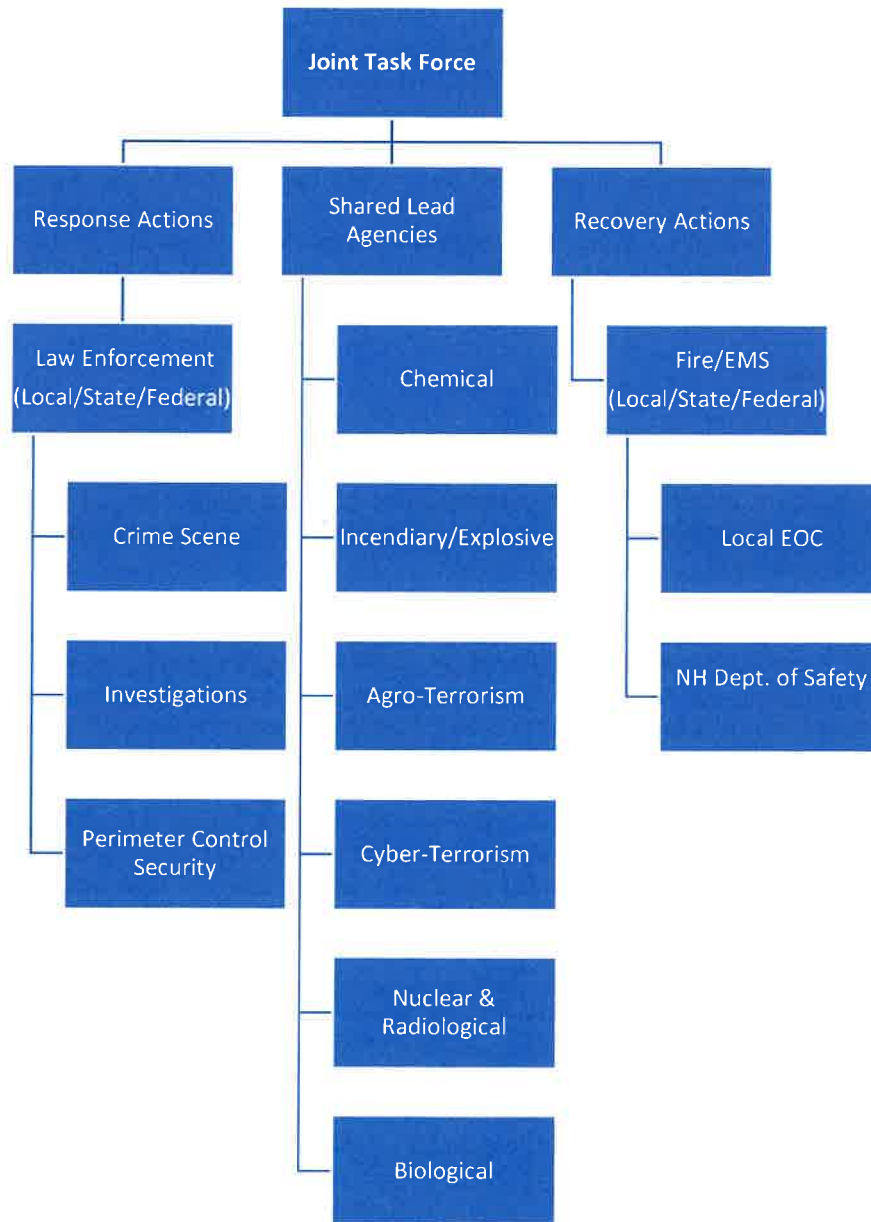 Joint Task Force
Response Actions
Shared Lead
Agencies
Recovery Actions
Law Enforcement
(Local/State/Federal)
Chemical
Fire/EMS
(Local/State/Federal)
Crime Scene
Incendiary/Explosive
Local EOC
Investigations
Agro-Terrorism
NH Dept. of Safety
Perimeter Control
Security
Cyber-Terrorism
Nuclear &
Radiological
Biological